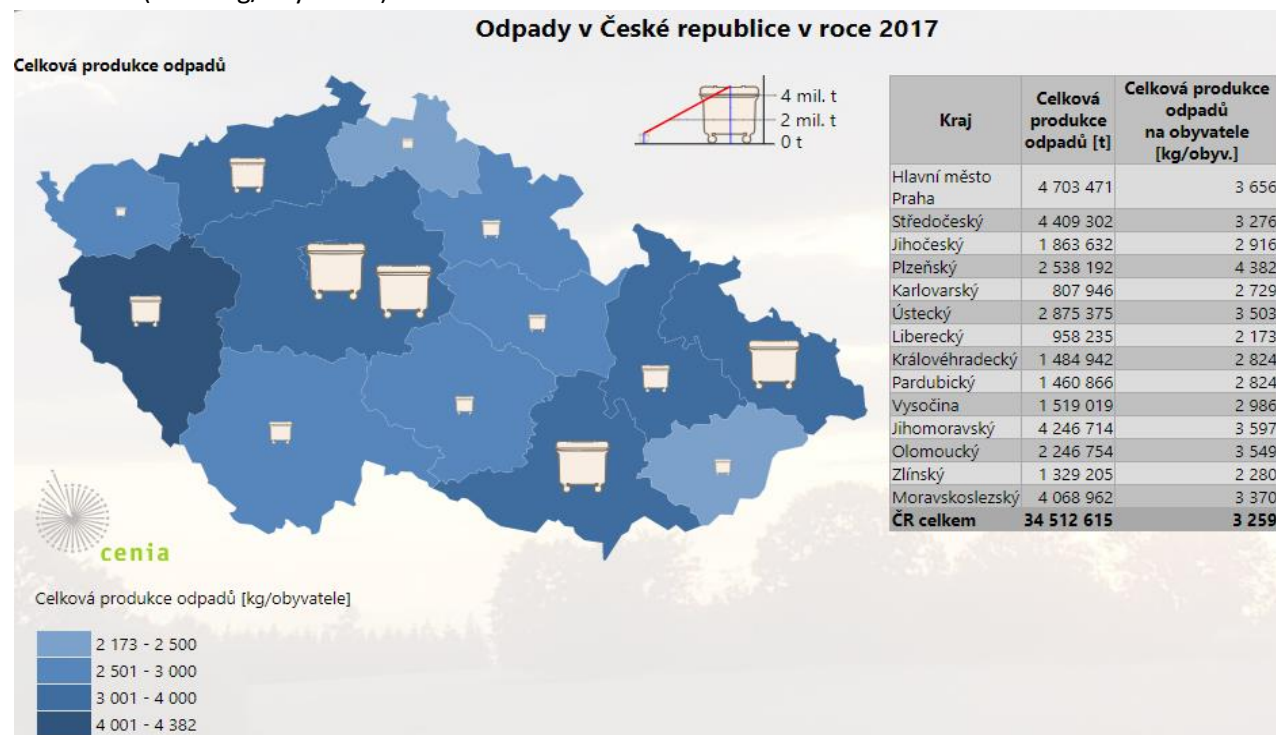 Odpady v České republice v roce 2017
Celková produkce odpadů
4 mil. t
2 mil. t
0 t
Kraj
Celková
produkce
odpadů [t]
Celková produkce
odpadů
na obyvatele
[kg/obyv.]
Hlavní město
Praha 4 703 471 3 656
Středočeský 4 409 302 3 276
Jihočeský 1 863 632 2 916
Plzeňský 2 538 192 4 382
Karlovarský 807 946 2 729
Ústecký 2 875 375 3 503
Liberecký 958 235 2 173
Královéhradecký 1 484 942 2 824
Pardubický 1 460 866 2 824
Vysočina 1 519 019 2 986
Jihomoravský 4 246 714 3 597
Olomoucký 2 246 754 3 549
Zlínský 1 329 205 2 280
Moravskoslezský 4 068 962 3 370
ČR celkem 34 512 615 3 259
cenia
Celková produkce odpadů [kg/obyvatele]
2 173 - 2 500
2 501 - 3 000
3 001 - 4 000
4 001 - 4 382